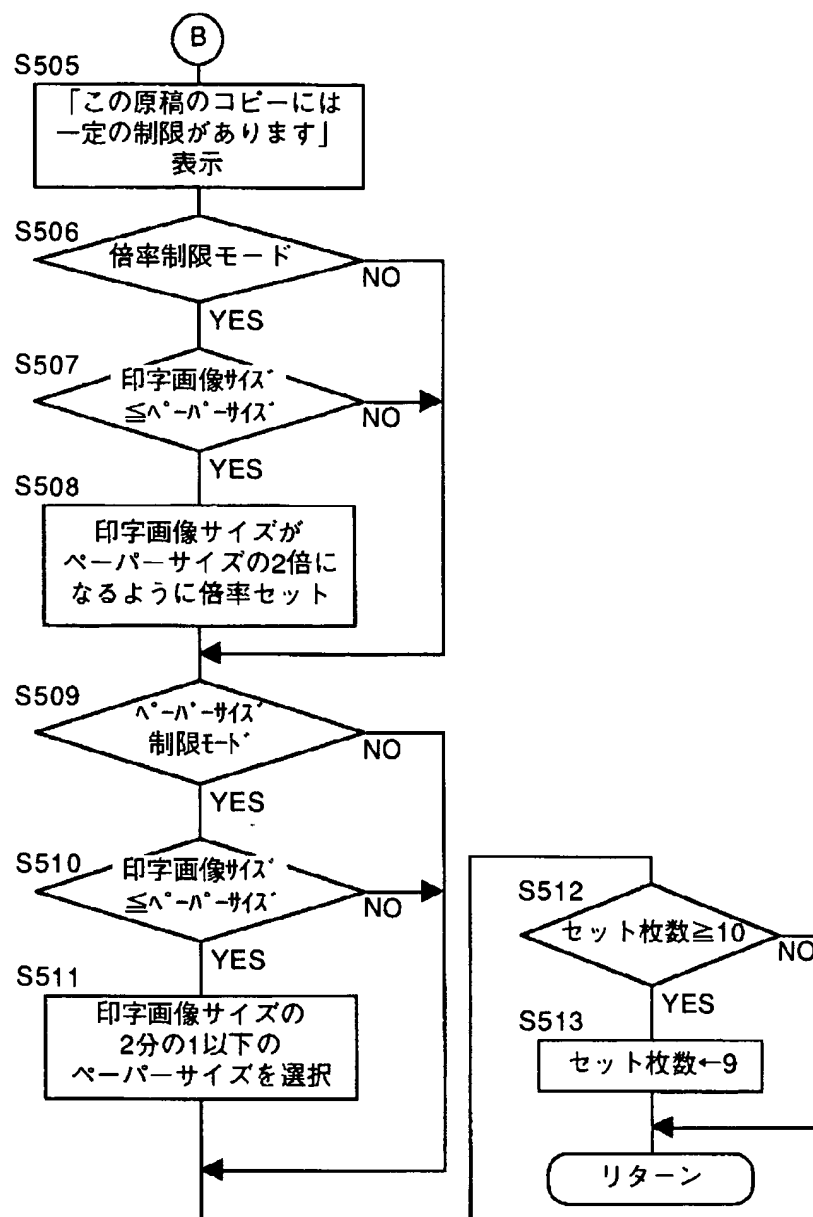 B
S505
「この原稿のコピーには
一定の制限があります」
表示
S506
倍率制限モード
NO
YES
S507
印字画像ｻｲｽﾞ
≦ﾍﾟｰﾊﾟｰｻｲｽﾞ
NO
YES
S508
印字画像サイズが
ペーパーサイズの2倍に
なるように倍率セット
S509
ﾍﾟｰﾊﾟｰｻｲｽﾞ
制限ﾓｰﾄﾞ
NO
YES
S510
印字画像ｻｲｽﾞ
≦ﾍﾟｰﾊﾟｰｻｲｽﾞ
NO
YES
S511
印字画像サイズの
2分の1以下の
ペーパーサイズを選択
S512
セット枚数≧10
NO
YES
S513
セット枚数←9
リターン